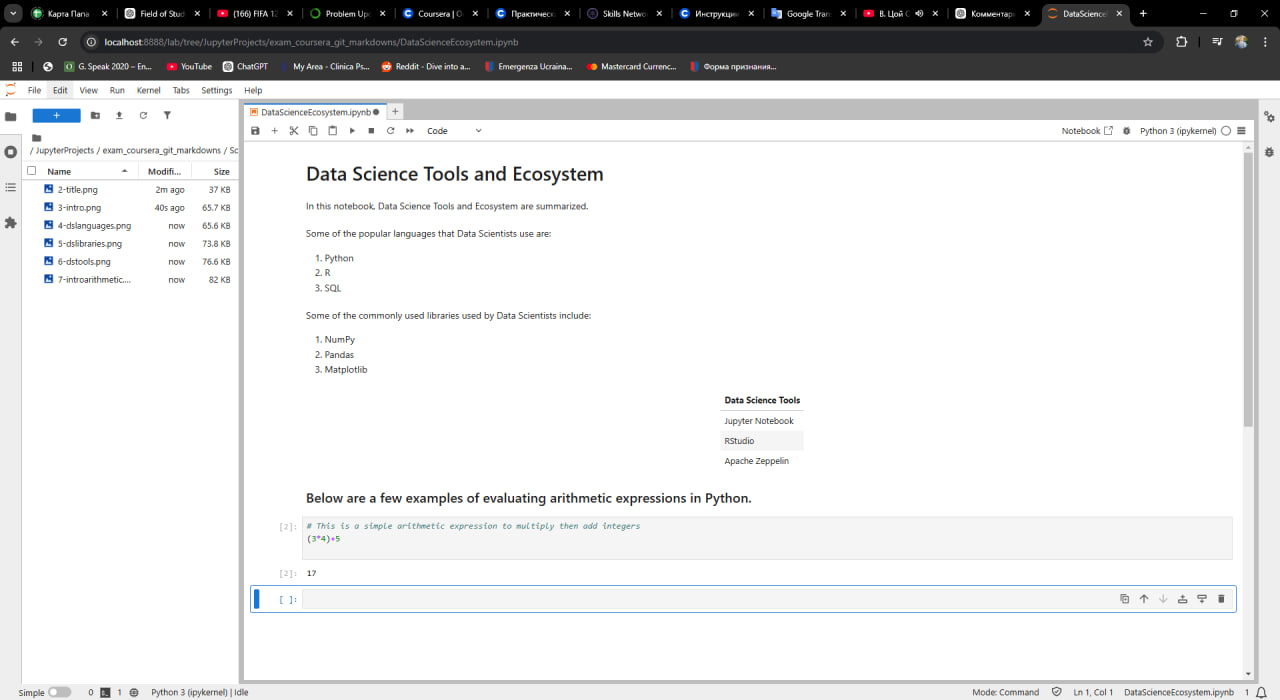 Карта Папа
Field of Stud
(166) FIFA 12
Problem Up
Coursera | O
Практическ
Skills Netwo
Инструкци
Google Tran
В. Цой С
Комментар
DataScience
localhost:8888/lab/tree/JupyterProjects/exam_coursera_git_markdowns/DataScienceEcosystem.ipynb
G. Speak 2020 – En...
YouTube
ChatGPT
My Area - Clinica Ps...
Reddit - Dive into a...
Emergenza Ucraina...
Mastercard Currenc...
Форма признания...
File Edit View Run Kernel Tabs Settings Help
DataScienceEcosystem.ipynb
Code
Notebook
Python 3 (ipykernel)
/ JupyterProjects / exam_coursera_git_markdowns / Sc
Name Modifi... Size
2-title.png 2m ago 37 KB
3-intro.png 40s ago 65.7 KB
4-dslanguages.png now 65.6 KB
5-dslibraries.png now 73.8 KB
6-dstools.png now 76.6 KB
7-introarithmetic.... now 82 KB
Data Science Tools and Ecosystem
In this notebook, Data Science Tools and Ecosystem are summarized.
Some of the popular languages that Data Scientists use are:
1. Python
2. R
3. SQL
Some of the commonly used libraries used by Data Scientists include:
1. NumPy
2. Pandas
3. Matplotlib
Data Science Tools
Jupyter Notebook
RStudio
Apache Zeppelin
Below are a few examples of evaluating arithmetic expressions in Python.
[2]: # This is a simple arithmetic expression to multiply then add integers
(3*4)+5
[2]: 17
[ ]:
Simple 0 1 Python 3 (ipykernel) | Idle
Mode: Command Ln 1, Col 1 DataScienceEcosystem.ipynb 1